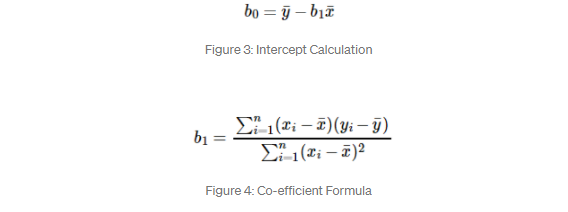 b₀ = ȳ − b₁x̄
Figure 3: Intercept Calculation
b₁ = ∑ⁿᵢ₌₁(xᵢ − x̄)(yᵢ − ȳ) / ∑ⁿᵢ₌₁(xᵢ − x̄)²
Figure 4: Co-efficient Formula